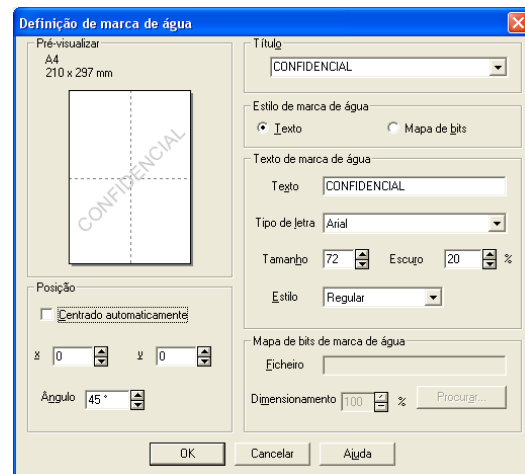 Definição de marca de água
Pré-visualizar
A4
210 x 297 mm
CONFIDENCIAL
Posição
Centrado automaticamente
x 0 y 0
Ângulo 45 °
Título
CONFIDENCIAL
Estilo de marca de água
Texto Mapa de bits
Texto de marca de água
Texto CONFIDENCIAL
Tipo de letra Arial
Tamanho 72 Escuro 20 %
Estilo Regular
Mapa de bits de marca de água
Ficheiro
Dimensionamento 100 % Procurar...
OK Cancelar Ajuda